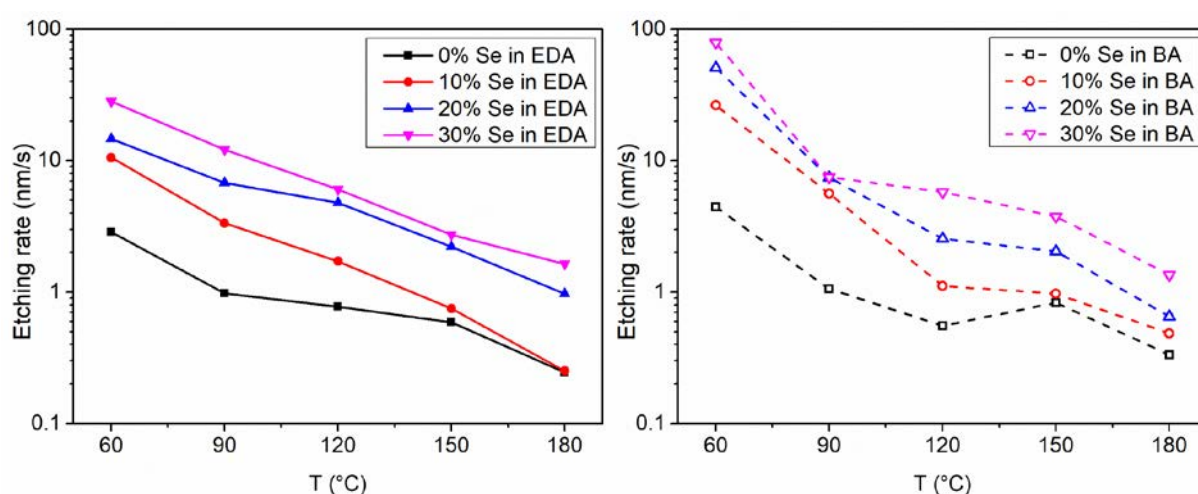 100
10
1
0.1
Etching rate (nm/s)
0% Se in EDA
10% Se in EDA
20% Se in EDA
30% Se in EDA
60 90 120 150 180
T (°C)
100
10
1
0.1
Etching rate (nm/s)
0% Se in BA
10% Se in BA
20% Se in BA
30% Se in BA
60 90 120 150 180
T (°C)